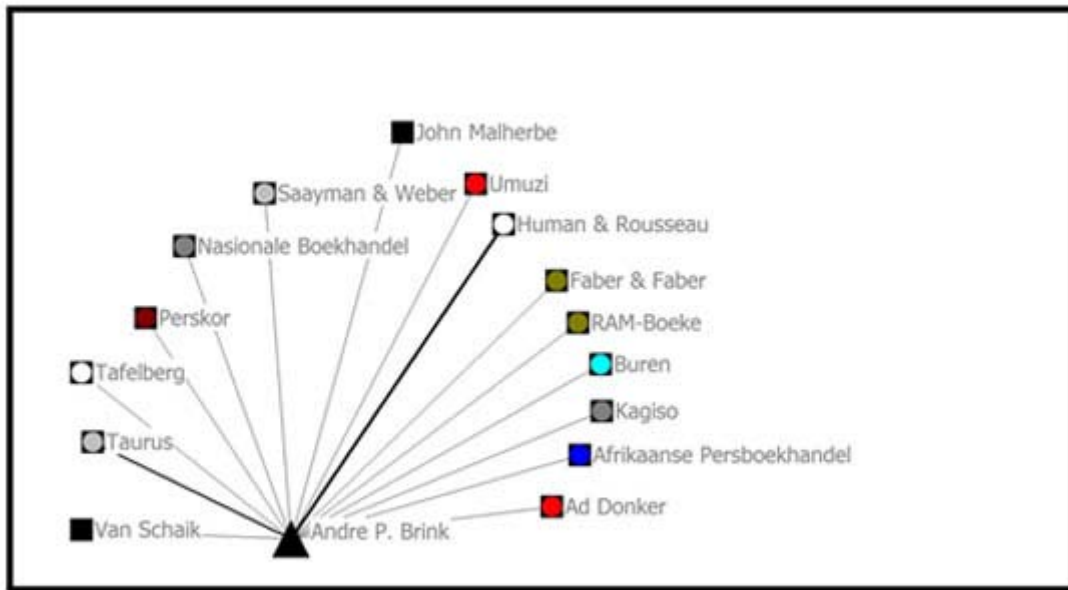 John Malherbe
Umuzi
Saayman & Weber
Human & Rousseau
Nasionale Boekhandel
Faber & Faber
Perskor
RAM-Boeke
Buren
Tafelberg
Kagiso
Taurus
Afrikaanse Persboekhandel
Ad Donker
Van Schaik
Andre P. Brink